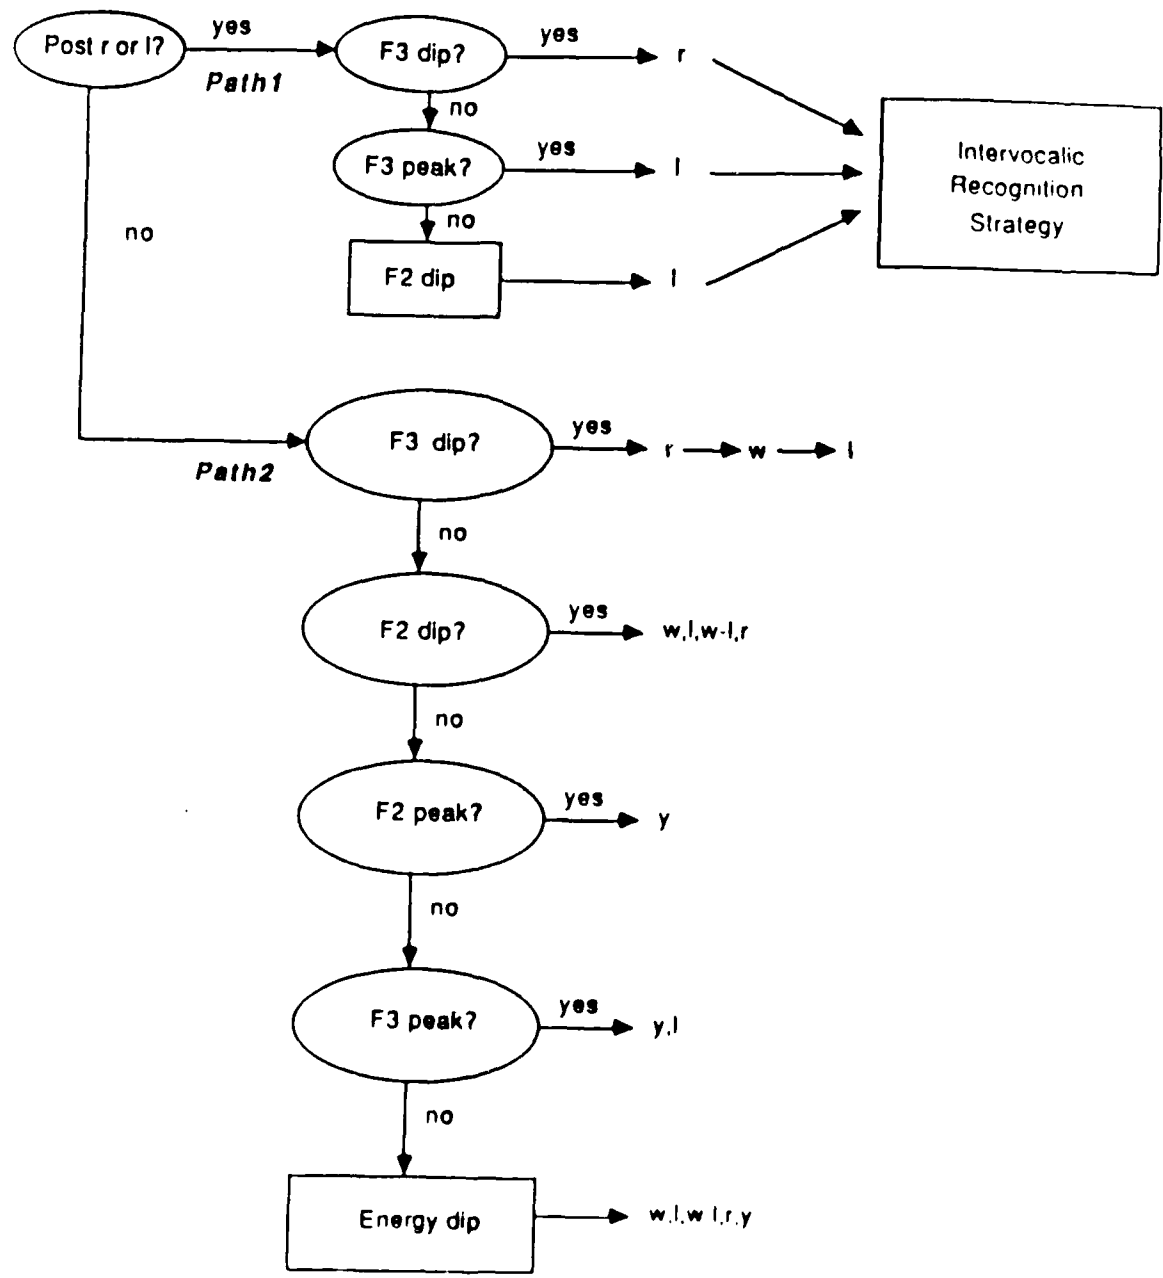 Post r or l?
yes
Path1
F3 dip?
yes
r
no
F3 peak?
yes
l
no
F2 dip
l
Intervocalic
Recognition
Strategy
no
Path2
F3 dip?
yes
r
w
l
no
F2 dip?
yes
w,l,w-l,r
no
F2 peak?
yes
y
no
F3 peak?
yes
y,l
no
Energy dip
w,l,w l,r,y